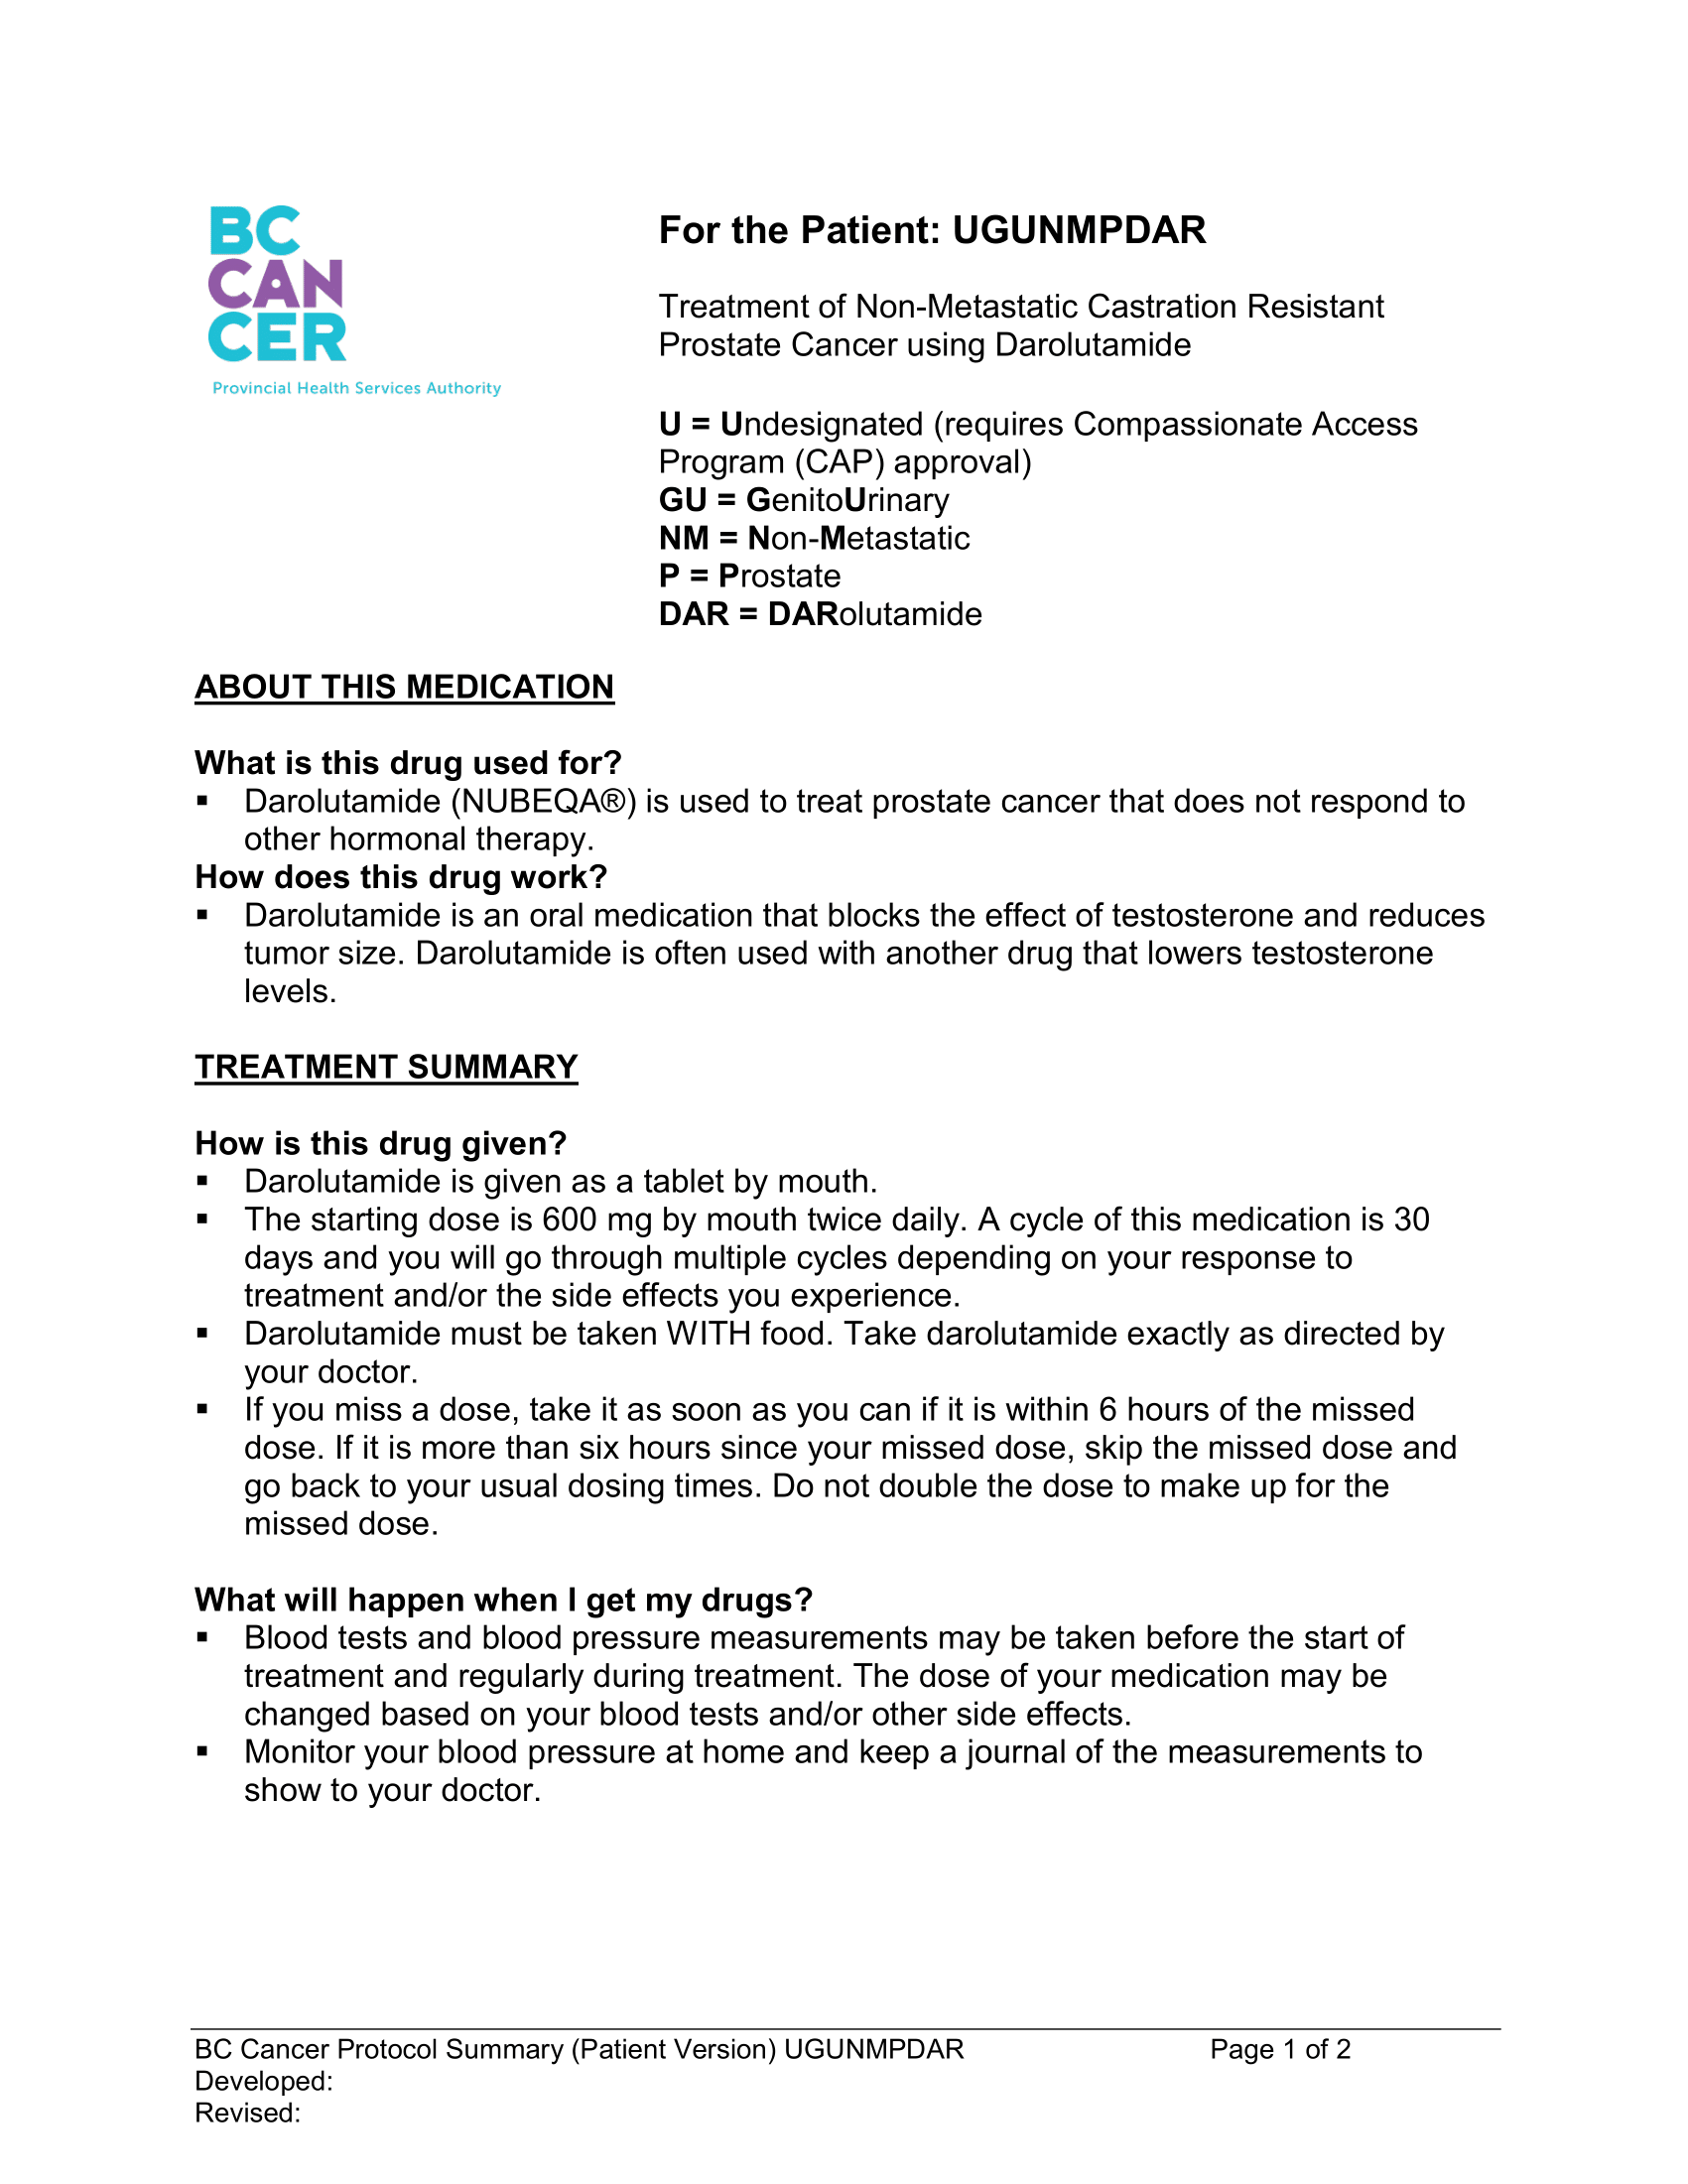 BC
CAN
CER
Provincial Health Services Authority
For the Patient: UGUNMPDAR
Treatment of Non-Metastatic Castration Resistant
Prostate Cancer using Darolutamide
U = Undesignated (requires Compassionate Access
Program (CAP) approval)
GU = GenitoUrinary
NM = Non-Metastatic
P = Prostate
DAR = DARolutamide
ABOUT THIS MEDICATION
What is this drug used for?
▪ Darolutamide (NUBEQA®) is used to treat prostate cancer that does not respond to
other hormonal therapy.
How does this drug work?
▪ Darolutamide is an oral medication that blocks the effect of testosterone and reduces
tumor size. Darolutamide is often used with another drug that lowers testosterone
levels.
TREATMENT SUMMARY
How is this drug given?
▪ Darolutamide is given as a tablet by mouth.
▪ The starting dose is 600 mg by mouth twice daily. A cycle of this medication is 30
days and you will go through multiple cycles depending on your response to
treatment and/or the side effects you experience.
▪ Darolutamide must be taken WITH food. Take darolutamide exactly as directed by
your doctor.
▪ If you miss a dose, take it as soon as you can if it is within 6 hours of the missed
dose. If it is more than six hours since your missed dose, skip the missed dose and
go back to your usual dosing times. Do not double the dose to make up for the
missed dose.
What will happen when I get my drugs?
▪ Blood tests and blood pressure measurements may be taken before the start of
treatment and regularly during treatment. The dose of your medication may be
changed based on your blood tests and/or other side effects.
▪ Monitor your blood pressure at home and keep a journal of the measurements to
show to your doctor.
BC Cancer Protocol Summary (Patient Version) UGUNMPDAR Page 1 of 2
Developed:
Revised: